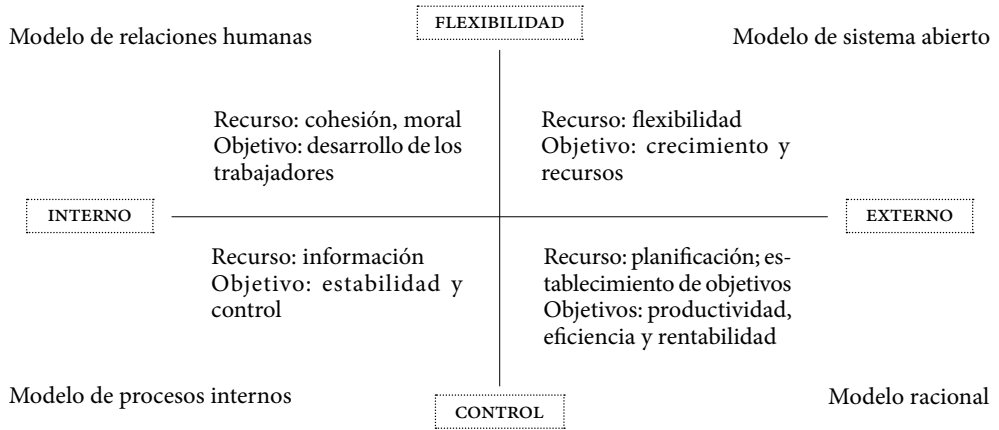 FLEXIBILIDAD
Modelo de relaciones humanas
Modelo de sistema abierto
Recurso: cohesión, moral
Objetivo: desarrollo de los
trabajadores
Recurso: flexibilidad
Objetivo: crecimiento y
recursos
INTERNO
EXTERNO
Recurso: información
Objetivo: estabilidad y
control
Recurso: planificación; es-
tablecimiento de objetivos
Objetivos: productividad,
eficiencia y rentabilidad
Modelo de procesos internos
Modelo racional
CONTROL